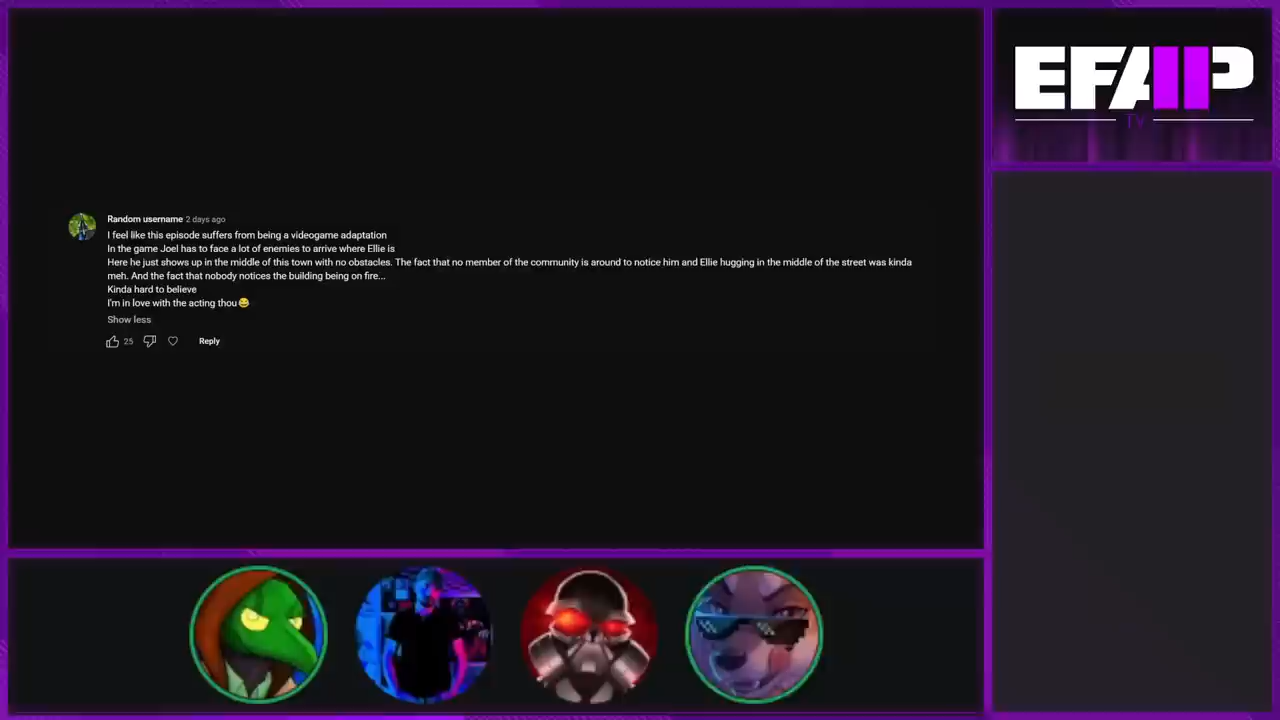 EFAP
TV
Random username 2 days ago
I feel like this episode suffers from being a videogame adaptation
In the game Joel has to face a lot of enemies to arrive where Ellie is
Here he just shows up in the middle of this town with no obstacles. The fact that no member of the community is around to notice him and Ellie hugging in the middle of the street was kinda
meh. And the fact that nobody notices the building being on fire...
Kinda hard to believe
I'm in love with the acting thou😂
Show less
25 Reply